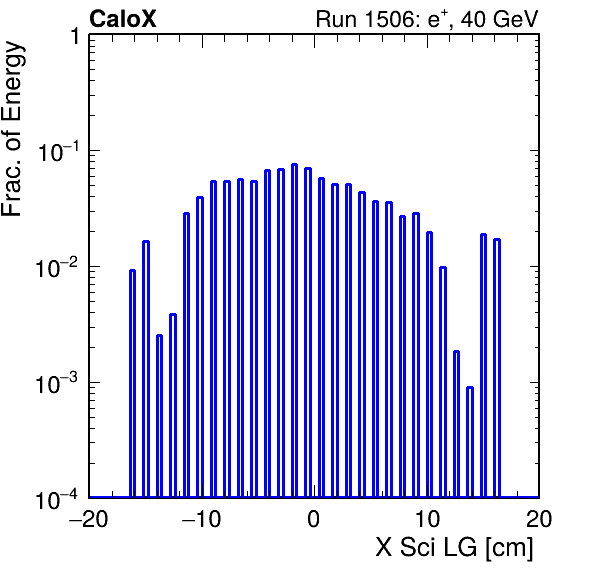 CaloX
Run 1506: e⁺, 40 GeV
Frac. of Energy
1
10⁻¹
10⁻²
10⁻³
10⁻⁴
−20 −10 0 10 20
X Sci LG [cm]